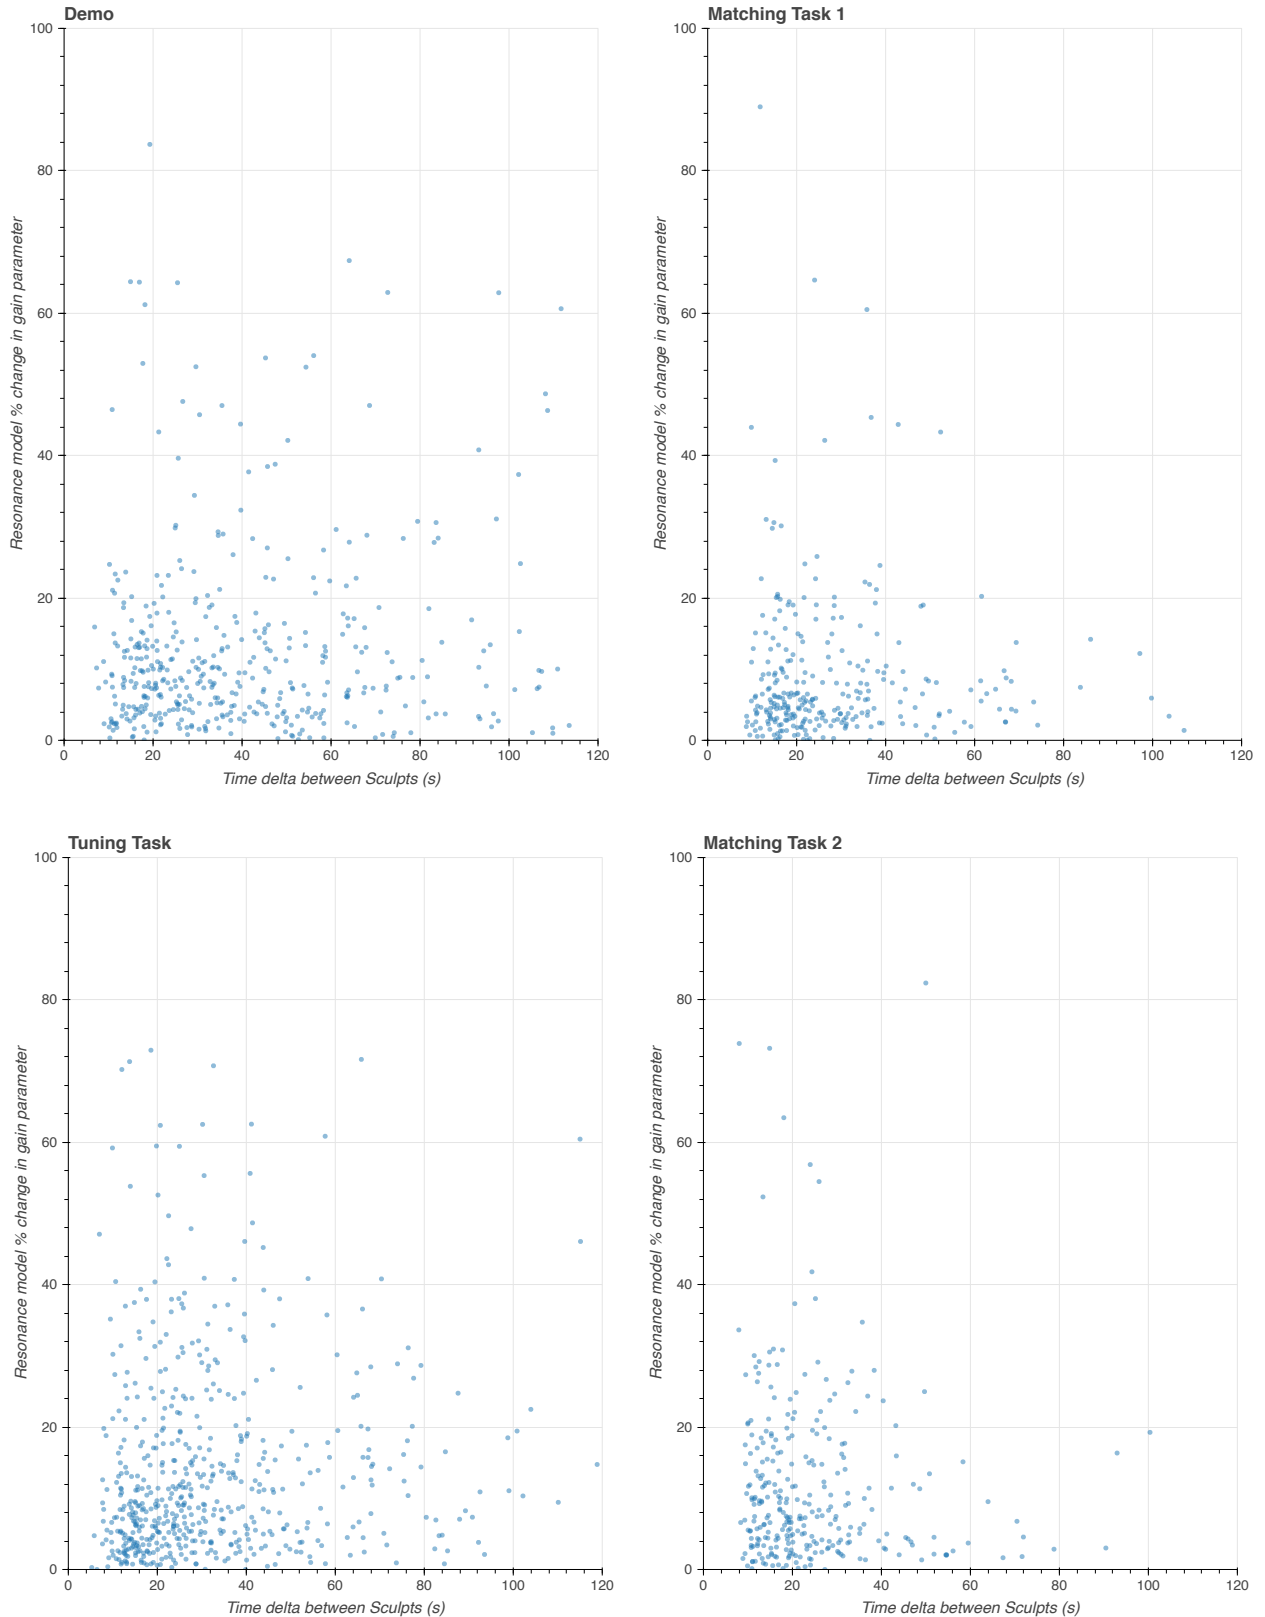 Demo
100
80
60
40
20
0
0 20 40 60 80 100 120
Resonance model % change in gain parameter
Time delta between Sculpts (s)
Matching Task 1
100
80
60
40
20
0
0 20 40 60 80 100 120
Resonance model % change in gain parameter
Time delta between Sculpts (s)
Tuning Task
100
80
60
40
20
0
0 20 40 60 80 100 120
Resonance model % change in gain parameter
Time delta between Sculpts (s)
Matching Task 2
100
80
60
40
20
0
0 20 40 60 80 100 120
Resonance model % change in gain parameter
Time delta between Sculpts (s)